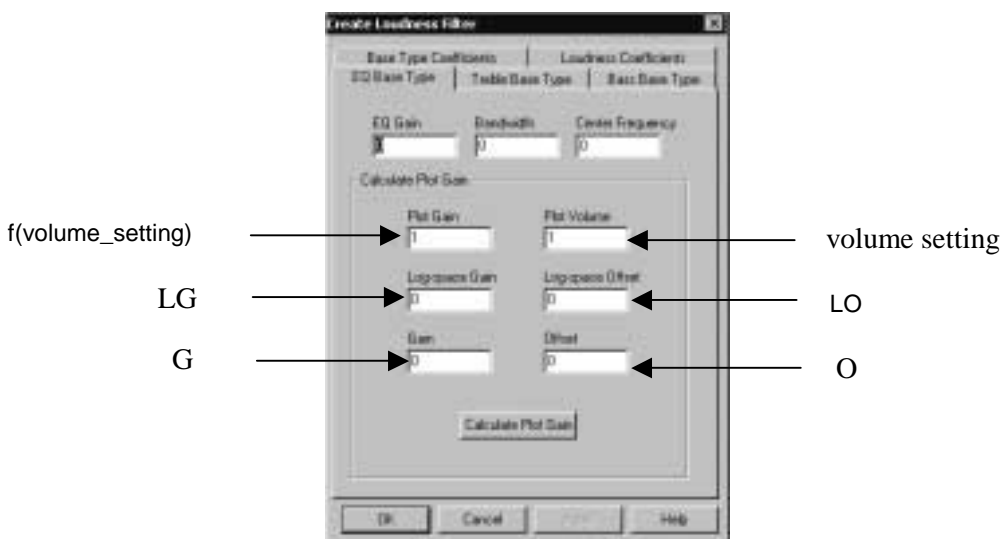 Create Loudness Filter
Base Type Coefficients Loudness Coefficients
EQ Base Type Treble Base Type Bass Base Type
EQ Gain Bandwidth Center Frequency
0 0
Calculate Plot Gain
f(volume_setting) Plot Gain Plot Volume volume setting
1 1
LG Log-space Gain Log-space Offset LO
0 0
G Gain Offset O
0 0
Calculate Plot Gain
OK Cancel Help